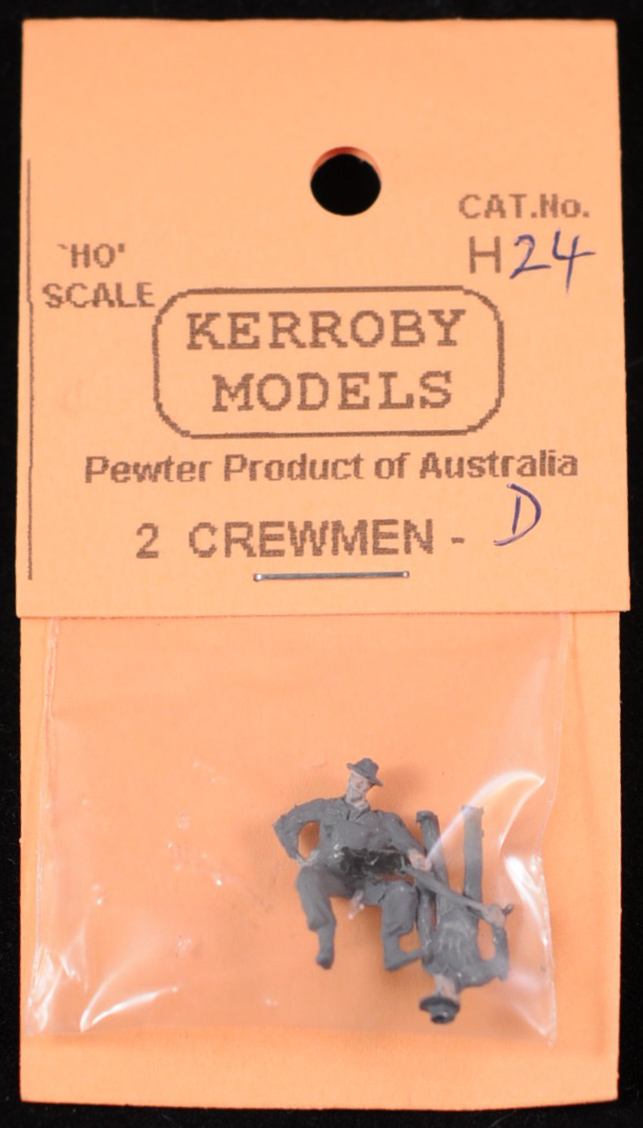 CAT.No.
H24
`HO'
SCALE
KERROBY
MODELS
Pewter Product of Australia
2 CREWMEN - D